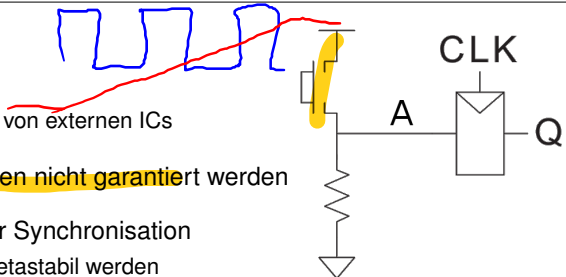 CLK
von externen ICs
A
Q
en nicht garantiert werden
r Synchronisation
etastabil werden